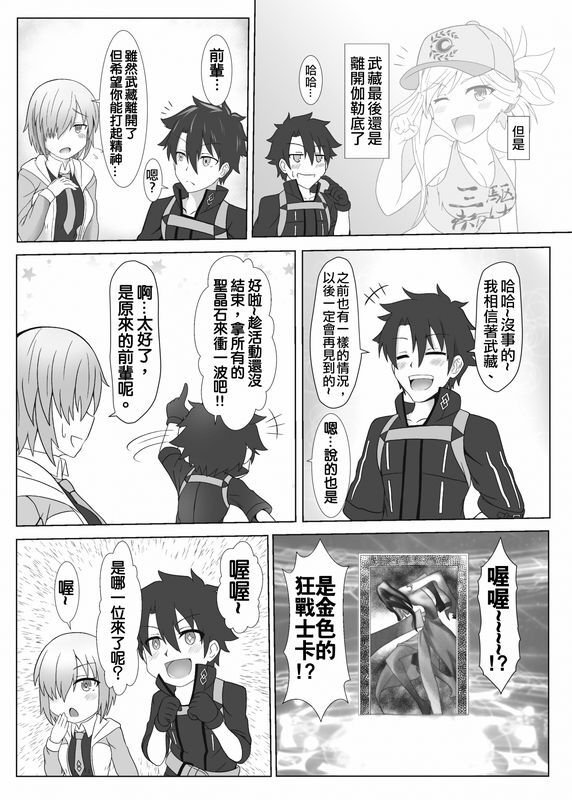 但是
武藏最後還是
離開伽勒底了
哈哈…
前輩…
嗯?
雖然武藏離開了
但希望你能打起精神…
哈哈~沒事的~
我相信著武藏、
之前也有一樣的情況,
以後一定會再見到的~
嗯…說的也是
好啦~趁活動還沒
結束,拿所有的
聖晶石來衝一波吧!!
啊…太好了,
是原來的前輩呢。
喔喔~~~!?
是金色的
狂戰士卡!?
喔喔~
是哪一位來了呢?
喔~